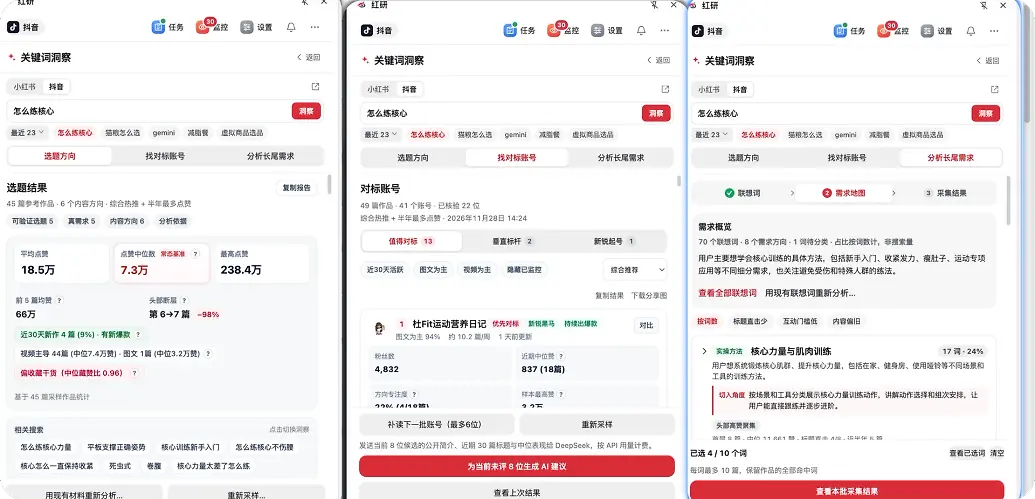 红研
抖音
任务
30
监控
设置
关键词洞察
返回
小红书
抖音
怎么练核心
洞察
最近 23
怎么练核心
猫粮怎么选
gemini
减脂餐
虚拟商品选品
选题方向
找对标账号
分析长尾需求
选题结果
复制报告
45 篇参考作品 · 6 个内容方向 · 综合热推 + 半年最多点赞
可验证选题 5
真需求 5
内容方向 6
分析依据
平均点赞
18.5万
点赞中位数 常态基准 ?
7.3万
最高点赞
238.4万
前 5 篇均赞 ?
66万
头部断层 ?
第 6→7 篇 −98%
近30天新作 4 篇 (9%) · 有新爆款 ?
视频主导 44篇 (中位7.4万赞) · 图文 1篇 (中位3.2万赞) ?
偏收藏干货（中位藏赞比 0.96） ?
基于 45 篇采样作品统计
相关搜索
点击切换洞察
怎么练核心力量
平板支撑正确姿势
核心训练新手入门
怎么练核心不伤腰
核心怎么一直保持收紧
死虫式
卷腹
核心力量太差了怎么练
用现有材料重新分析...
重新采样...
红研
抖音
任务
30
监控
设置
关键词洞察
返回
小红书
抖音
怎么练核心
洞察
最近 23
怎么练核心
猫粮怎么选
gemini
减脂餐
虚拟商品选品
选题方向
找对标账号
分析长尾需求
对标账号
49 篇作品 · 41 个账号 · 已核验 22 位
综合热推 + 半年最多点赞 · 2026年11月28日 14:24
值得对标 13
垂直标杆 2
新锐起号 1
近30天活跃
图文为主
视频为主
隐藏已监控
综合推荐
复制结果
下载分享图
1
杜Fit运动营养日记
优先对标
新锐黑马
持续出爆款
对比
图文为主 94%
约 10.2 篇/周
1 天前更新
粉丝数
4,832
近期中位赞 ?
837 (18篇)
方向专注度 ?
22% (4/18篇)
样本最高赞 ?
3.2万
补读下一批账号（最多6位）
重新采样
发送当前 8 位候选的公开简介、近期 30 篇标题与中位表现给 DeepSeek，按 API 用量计费。
为当前未评 8 位生成 AI 建议
查看上次结果
红研
抖音
任务
30
监控
设置
关键词洞察
返回
小红书
抖音
怎么练核心
洞察
最近 23
怎么练核心
猫粮怎么选
gemini
减脂餐
虚拟商品选品
选题方向
找对标账号
分析长尾需求
联想词
2 需求地图
3 采集结果
需求概览
70 个联想词 · 8 个需求方向 · 1 词待分类 · 占比按词数计，非搜索量
用户主要想学会核心训练的具体方法，包括新手入门、收紧发力、瘦肚子、运动专项
应用等不同细分需求，也关注避免受伤和特殊人群的练法。
查看全部联想词
用现有联想词重新分析...
按词数
标题直击少
互动门槛低
内容偏旧
实操方法
核心力量与肌肉训练
17 词 · 24%
用户想系统锻炼核心肌群、提升核心力量，包括在家、健身房、使用哑铃等不同场景和
工具的训练方法。
切入角度 按场景和工具分类展示核心力量训练动作，讲解动作选择和组次安排，让
用户能直接跟练并逐步进阶。
头部高赞聚集
已选 4 / 10 个词
查看已选词
清空
每词最多 10 篇，保留作品的全部命中词
查看本批采集结果